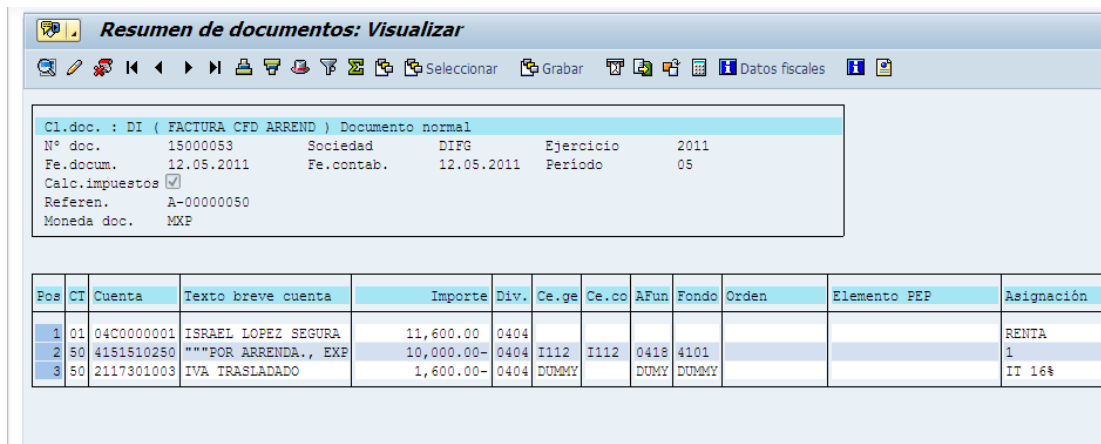 Resumen de documentos: Visualizar
Seleccionar Grabar Datos fiscales
Cl.doc. : DI ( FACTURA CFD ARREND ) Documento normal
Nº doc. 15000053 Sociedad DIFG Ejercicio 2011
Fe.docum. 12.05.2011 Fe.contab. 12.05.2011 Período 05
Calc.impuestos
Referen. A-00000050
Moneda doc. MXP
Pos CT Cuenta Texto breve cuenta Importe Div. Ce.ge Ce.co AFun Fondo Orden Elemento PEP Asignación
1 01 04C0000001 ISRAEL LOPEZ SEGURA 11,600.00 0404 RENTA
2 50 4151510250 """POR ARRENDA., EXP 10,000.00- 0404 I112 I112 0418 4101 1
3 50 2117301003 IVA TRASLADADO 1,600.00- 0404 DUMMY DUMY DUMMY IT 16%